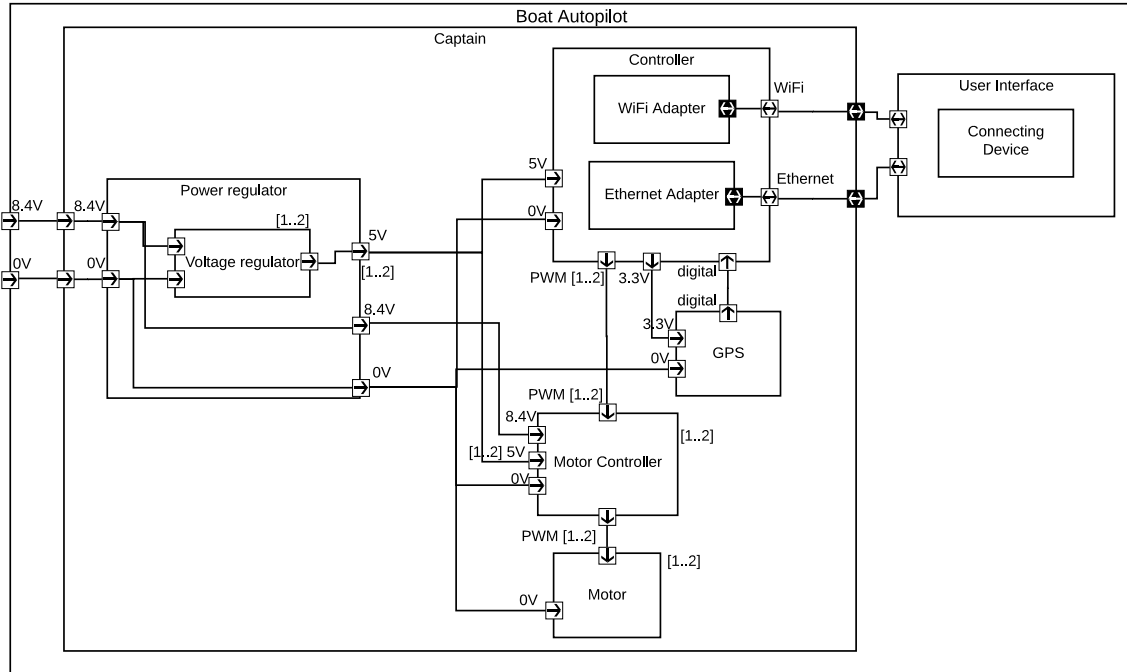 Boat Autopilot
Captain
Controller
WiFi
User Interface
WiFi Adapter
Connecting
Device
5V
Power regulator
Ethernet Adapter
Ethernet
8.4V
8.4V
0V
[1..2]
5V
0V
0V
Voltage regulator
[1..2]
PWM [1..2]
3.3V
digital
digital
8.4V
3.3V
GPS
0V
0V
PWM [1..2]
8.4V
[1..2]
[1..2] 5V
Motor Controller
0V
PWM [1..2]
[1..2]
Motor
0V